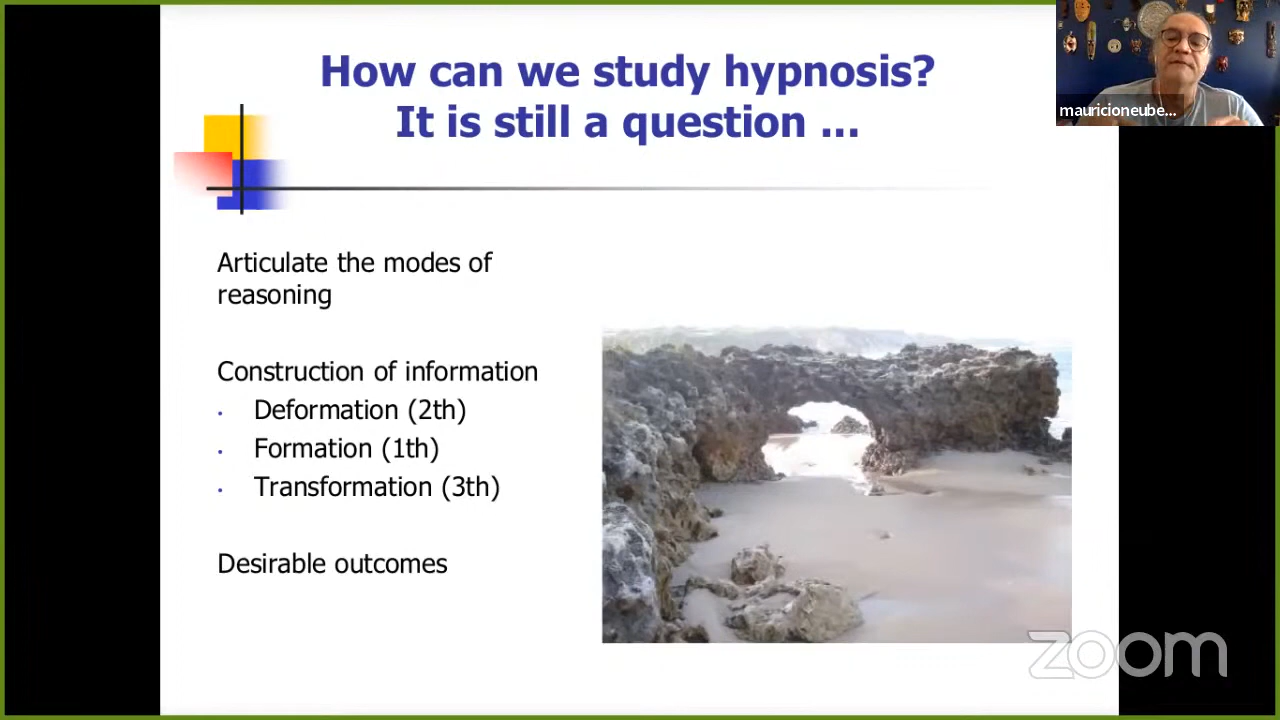 How can we study hypnosis?
It is still a question ...
mauricioneube...
Articulate the modes of
reasoning
Construction of information
• Deformation (2th)
• Formation (1th)
• Transformation (3th)
Desirable outcomes
zoom